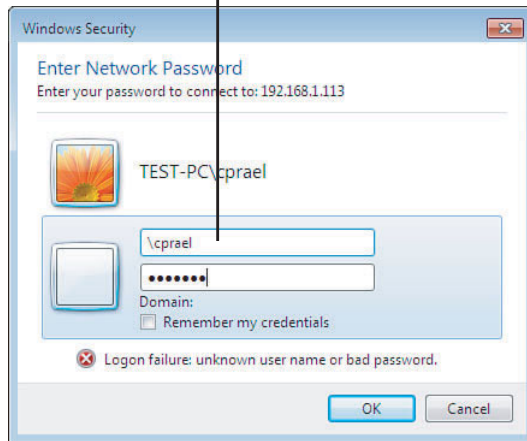 Windows Security
Enter Network Password
Enter your password to connect to: 192.168.1.113
TEST-PC\cprael
\cprael
•••••••
Domain:
Remember my credentials
Logon failure: unknown user name or bad password.
OK
Cancel